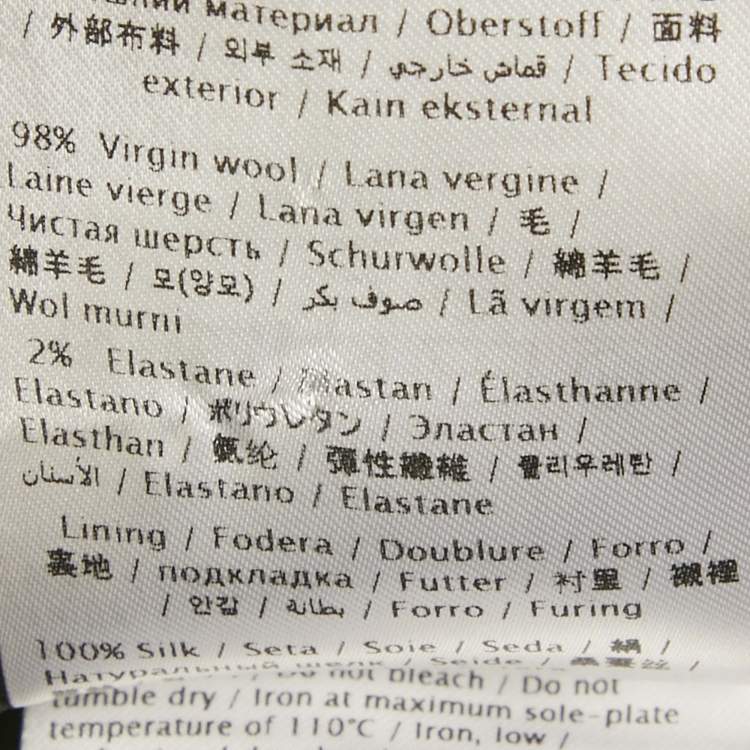 материал / Oberstoff / 面料
/ 外部布料 / 외부 소재 / قماش خارجي / Tecido
exterior / Kain eksternal
98% Virgin wool / Lana vergine /
Laine vierge / Lana virgen / 毛 /
Чистая шерсть / Schurwolle / 綿羊毛 /
綿羊毛 / 모(양모) / صوف بكر / Lã virgem /
Wol murni
2% Elastane / Elastan / Élasthanne /
Elastano / ポリウレタン / Эластан /
Elasthan / 氨纶 / 彈性纖維 / 폴리우레탄 /
الأستان / Elastano / Elastane
Lining / Fodera / Doublure / Forro /
裏地 / подкладка / Futter / 衬里 / 襯裡
/ 안감 / بطانة / Forro / Furing
100% Silk / Seta / Soie / Seda / 絹 /
Натуральный шелк / Seide /
Do not bleach / Do not
tumble dry / Iron at maximum sole-plate
temperature of 110°C / Iron, low /